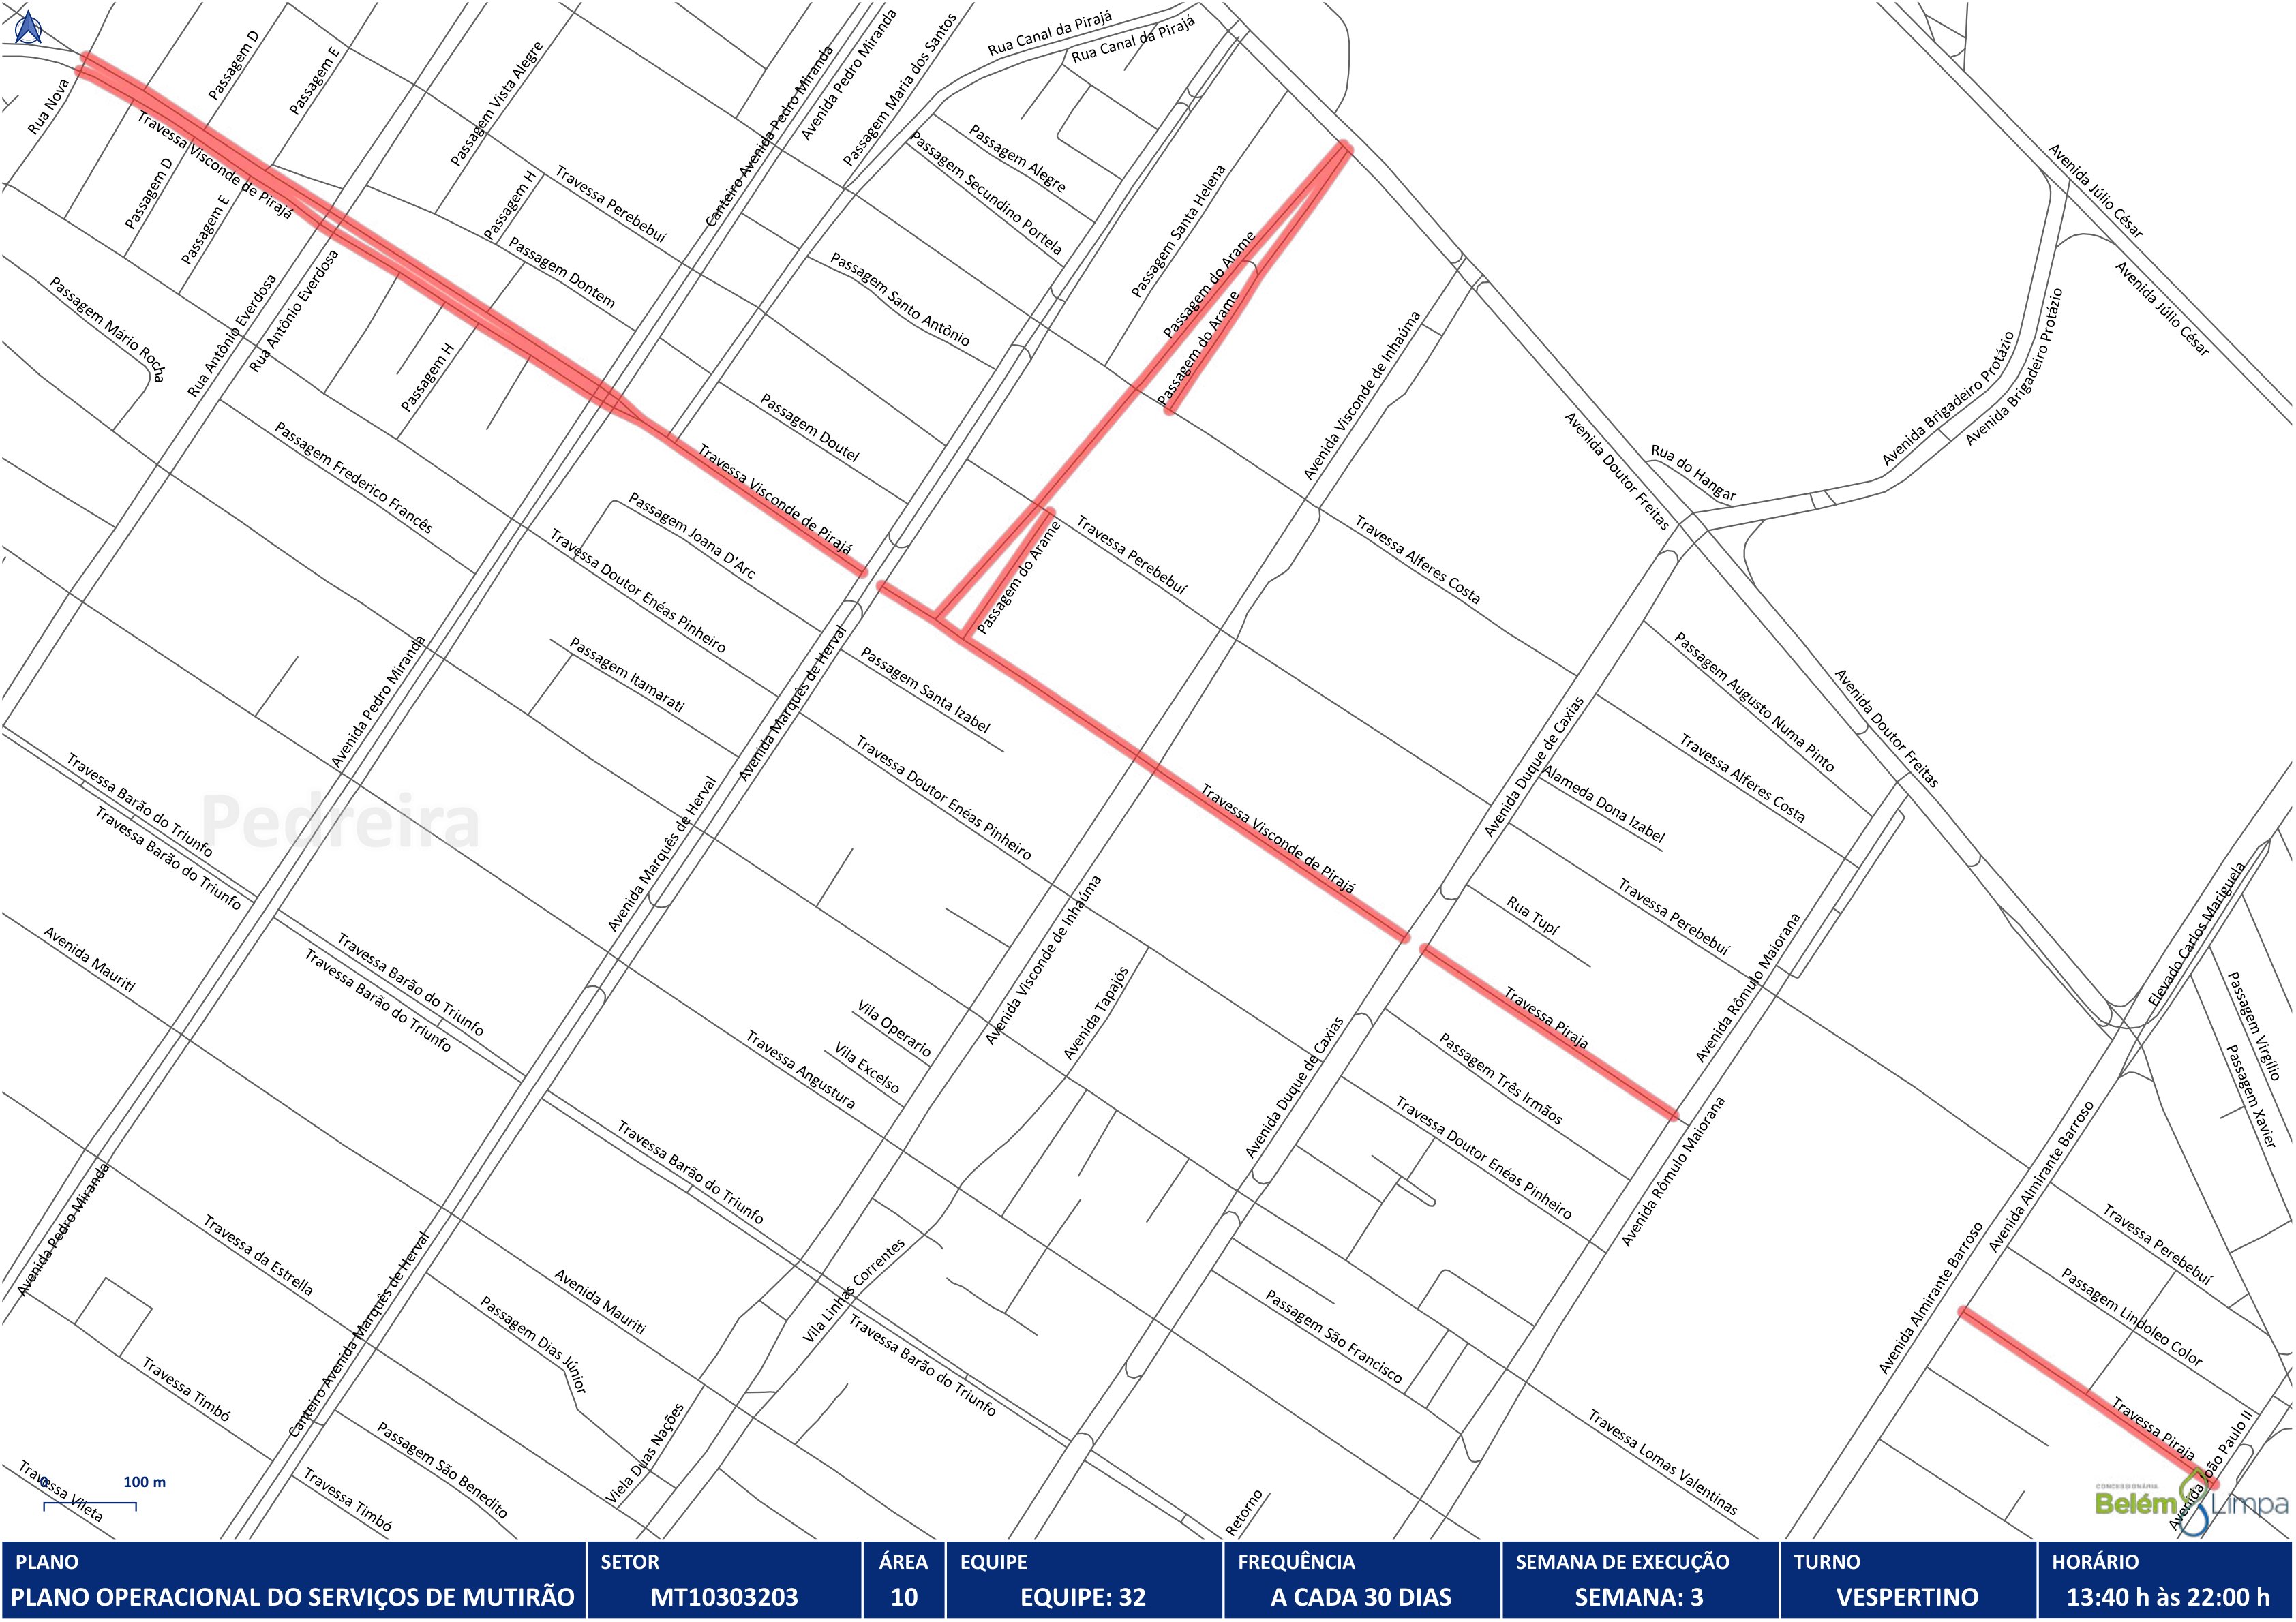 Rua Canal da Pirajá
Rua Canal da Pirajá
Passagem D
Passagem E
Passagem Vista Alegre
Canteiro Avenida Pedro Miranda
Avenida Pedro Miranda
Passagem Maria dos Santos
Rua Nova
Travessa Visconde de Pirajá
Passagem D
Passagem E
Passagem H
Travessa Perebebuí
Passagem Alegre
Passagem Secundino Portela
Passagem Santa Helena
Avenida Júlio César
Avenida Júlio César
Passagem Dontem
Passagem Santo Antônio
Passagem do Arame
Passagem do Arame
Passagem Mário Rocha
Rua Antônio Everdosa
Rua Antônio Everdosa
Passagem H
Avenida Visconde de Inhaúma
Avenida Brigadeiro Protázio
Avenida Brigadeiro Protázio
Passagem Frederico Francês
Passagem Doutel
Travessa Visconde de Pirajá
Avenida Doutor Freitas
Rua do Hangar
Passagem Joana D'Arc
Travessa Doutor Enéas Pinheiro
Passagem do Arame
Travessa Perebebuí
Travessa Alferes Costa
Passagem Itamarati
Avenida Pedro Miranda
Avenida Marquês de Herval
Passagem Santa Izabel
Passagem Augusto Numa Pinto
Avenida Doutor Freitas
Travessa Barão do Triunfo
Travessa Barão do Triunfo
Pedreira
Avenida Marquês de Herval
Travessa Doutor Enéas Pinheiro
Travessa Visconde de Pirajá
Avenida Duque de Caxias
Alameda Dona Izabel
Travessa Alferes Costa
Avenida Mauriti
Travessa Barão do Triunfo
Travessa Barão do Triunfo
Avenida Visconde de Inhaúma
Rua Tupí
Travessa Perebebuí
Elevado Carlos Mariguela
Vila Operario
Vila Excelso
Travessa Angustura
Avenida Tapajós
Travessa Piraja
Avenida Rômulo Maiorana
Passagem Virgílio
Passagem Xavier
Avenida Duque de Caxias
Passagem Três Irmãos
Travessa Doutor Enéas Pinheiro
Avenida Rômulo Maiorana
Avenida Almirante Barroso
Travessa Barão do Triunfo
Avenida Pedro Miranda
Travessa da Estrella
Canteiro Avenida Marquês de Herval
Avenida Mauriti
Vila Linhas Correntes
Avenida Almirante Barroso
Travessa Perebebuí
Passagem Lindoleo Color
Passagem Dias Júnior
Travessa Barão do Triunfo
Passagem São Francisco
Travessa Timbó
Passagem São Benedito
Viela Duas Nações
Travessa Lomas Valentinas
Travessa Piraja
Avenida João Paulo II
Travessa Vileta
Travessa Timbó
Retorno
0 100 m
CONCESSIONÁRIA
Belém Limpa
PLANO
PLANO OPERACIONAL DO SERVIÇOS DE MUTIRÃO
SETOR
MT10303203
ÁREA
10
EQUIPE
EQUIPE: 32
FREQUÊNCIA
A CADA 30 DIAS
SEMANA DE EXECUÇÃO
SEMANA: 3
TURNO
VESPERTINO
HORÁRIO
13:40 h às 22:00 h